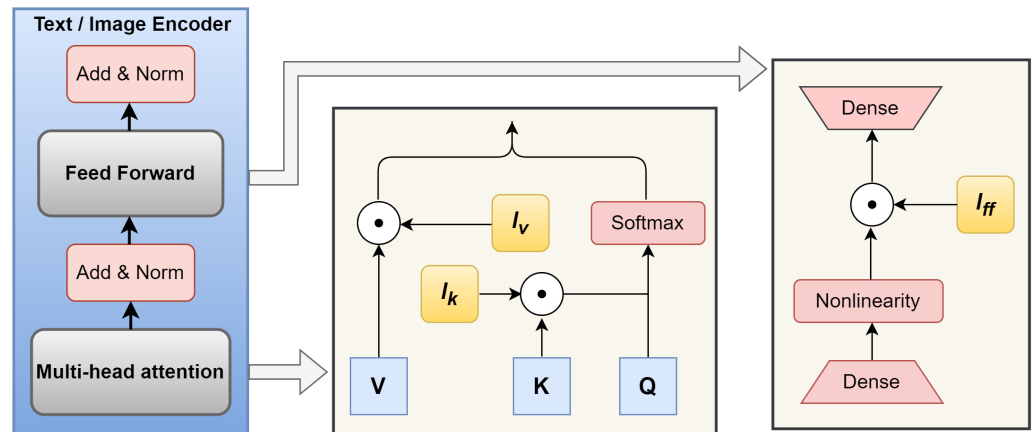 Text / Image Encoder
Add & Norm
Feed Forward
Add & Norm
Multi-head attention
l_v
Softmax
l_k
V
K
Q
Dense
l_ff
Nonlinearity
Dense